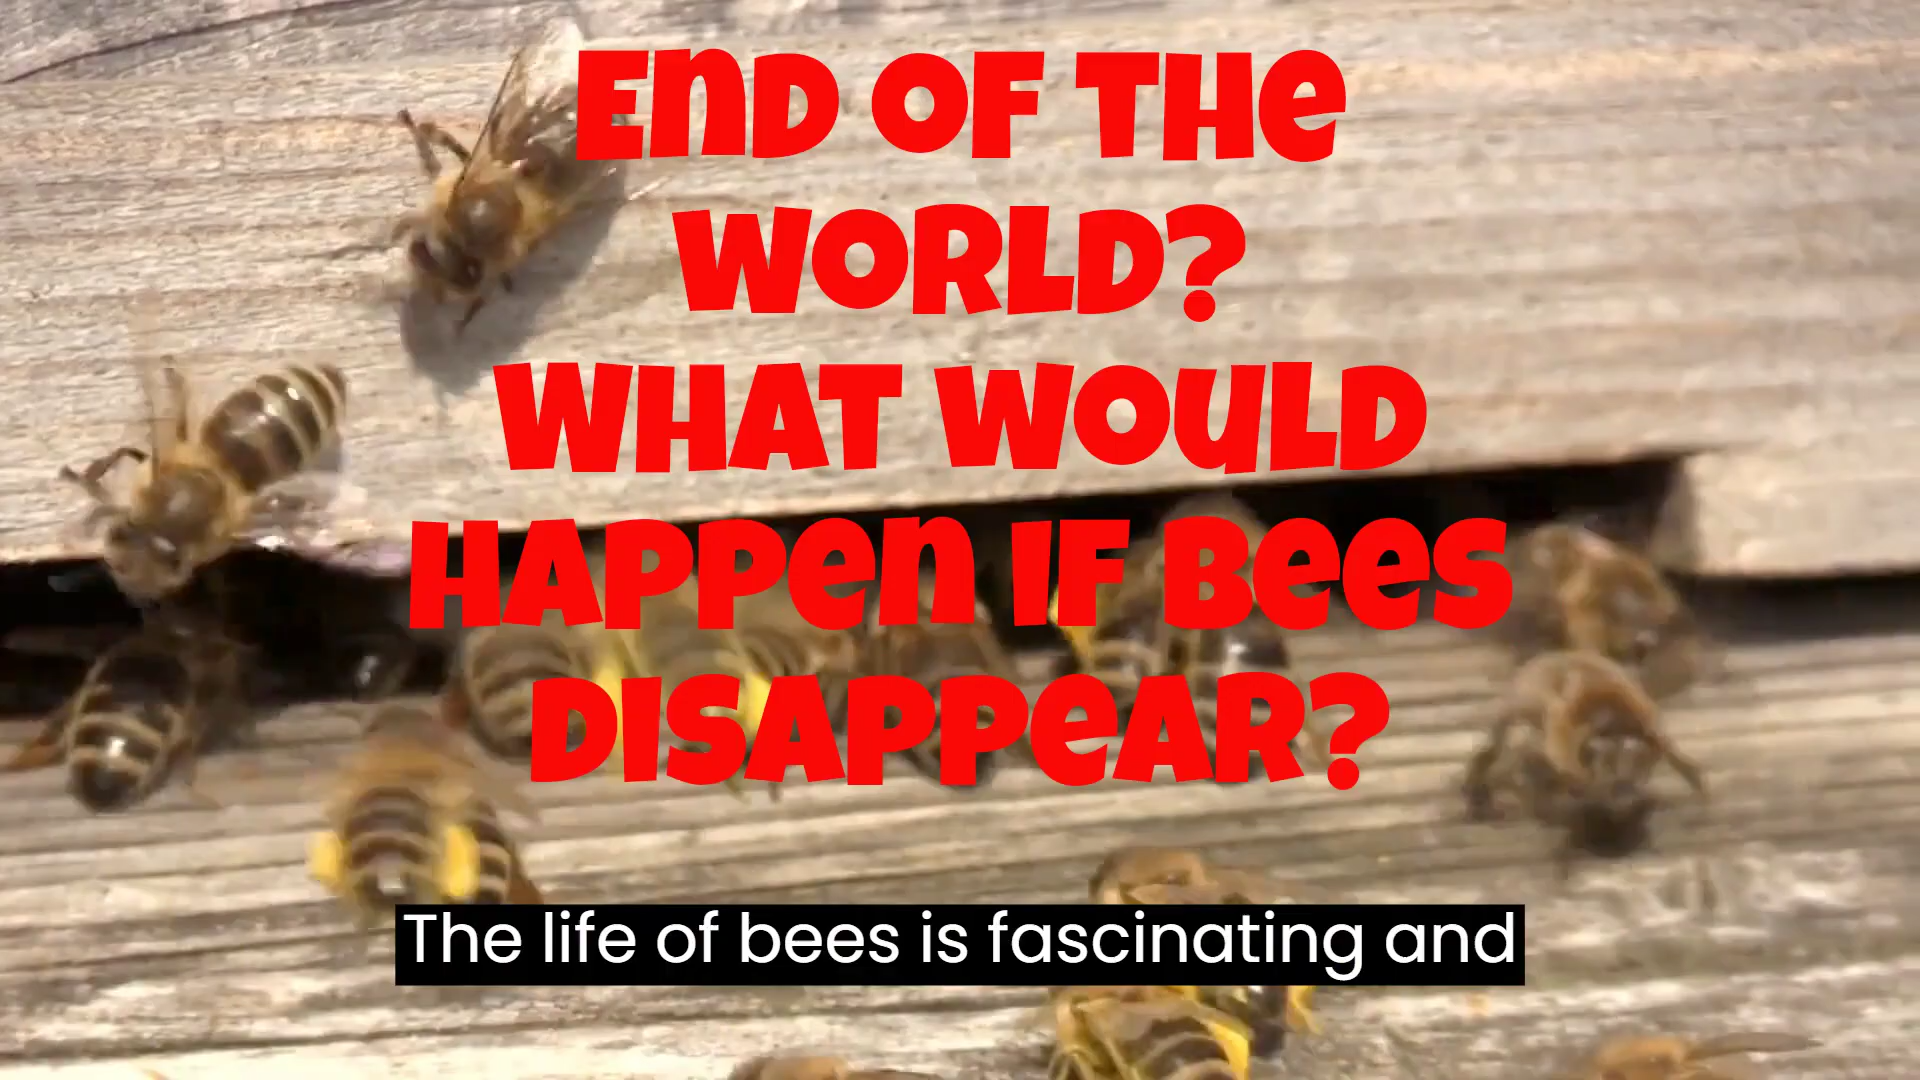 END OF THE
WORLD?
WHAT WOULD
HAPPEN IF BEES
DISAPPEAR?
The life of bees is fascinating and